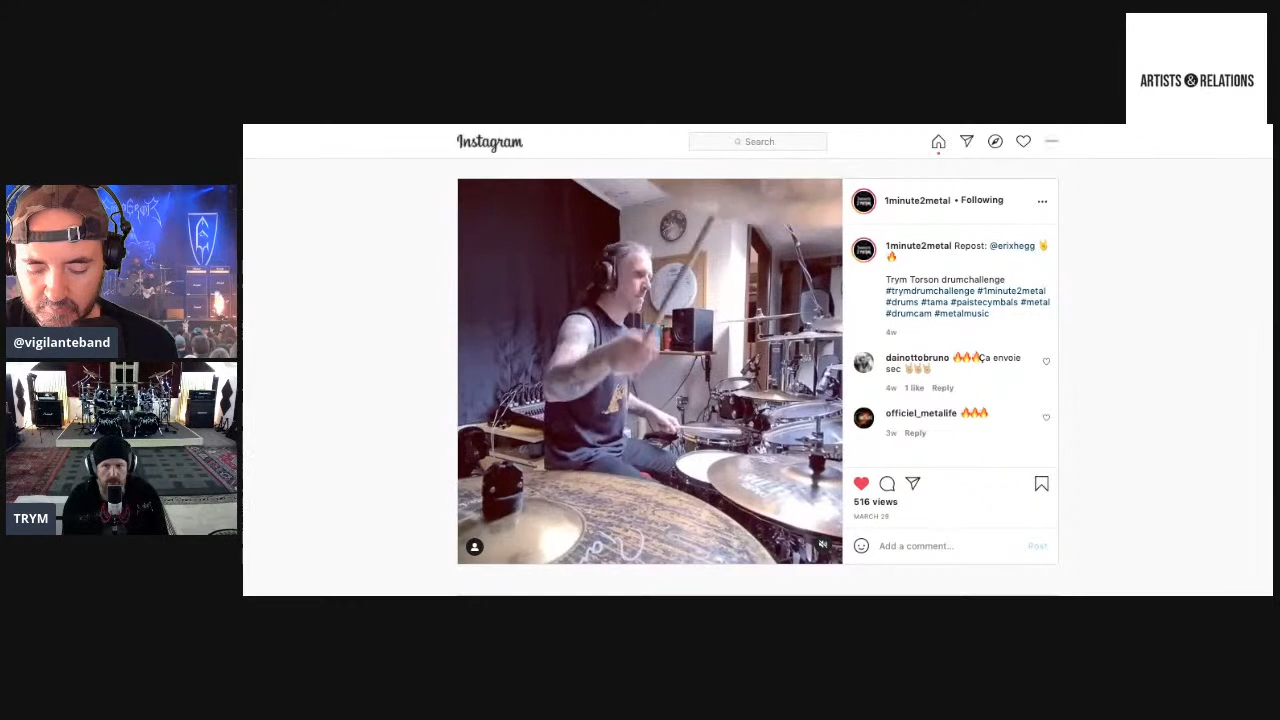 ARTISTS & RELATIONS
Instagram
Search
1minute2metal • Following
1minute2metal Repost: @erixhegg 🤘
🔥
Trym Torson drumchallenge
#trymdrumchallenge #1minute2metal
#drums #tama #paistecymbals #metal
#drumcam #metalmusic
4w
dainottobruno 🔥🔥🔥Ça envoie
sec 🤘🏼🤘🏼🤘🏼
4w 1 like Reply
officiel_metalife 🔥🔥🔥
3w Reply
516 views
MARCH 29
Add a comment...
Post
@vigilanteband
TRYM